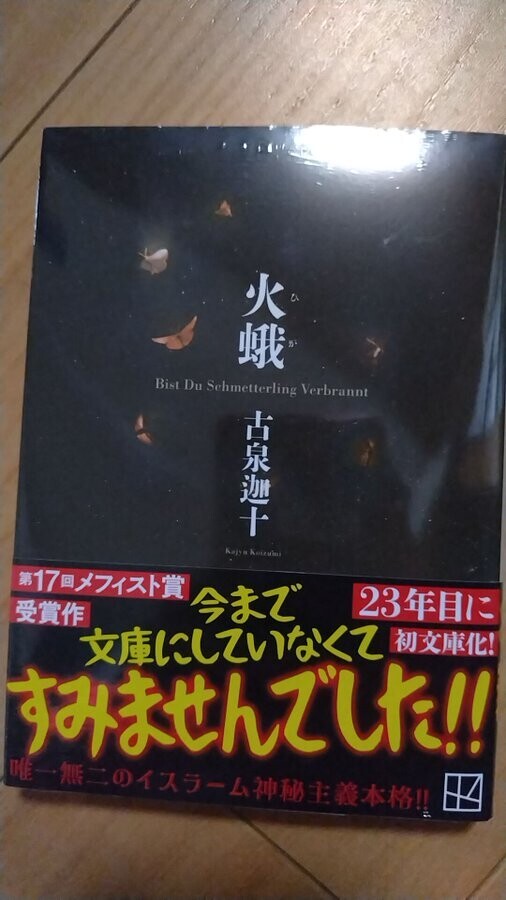 火蛾
ひが
Bist Du Schmetterling Verbrannt
古泉迦十
Kajyu Koizumi
第17回メフィスト賞
受賞作
23年目に
初文庫化!
今まで
文庫にしていなくて
すみませんでした!!
唯一無二のイスラーム神秘主義本格!!